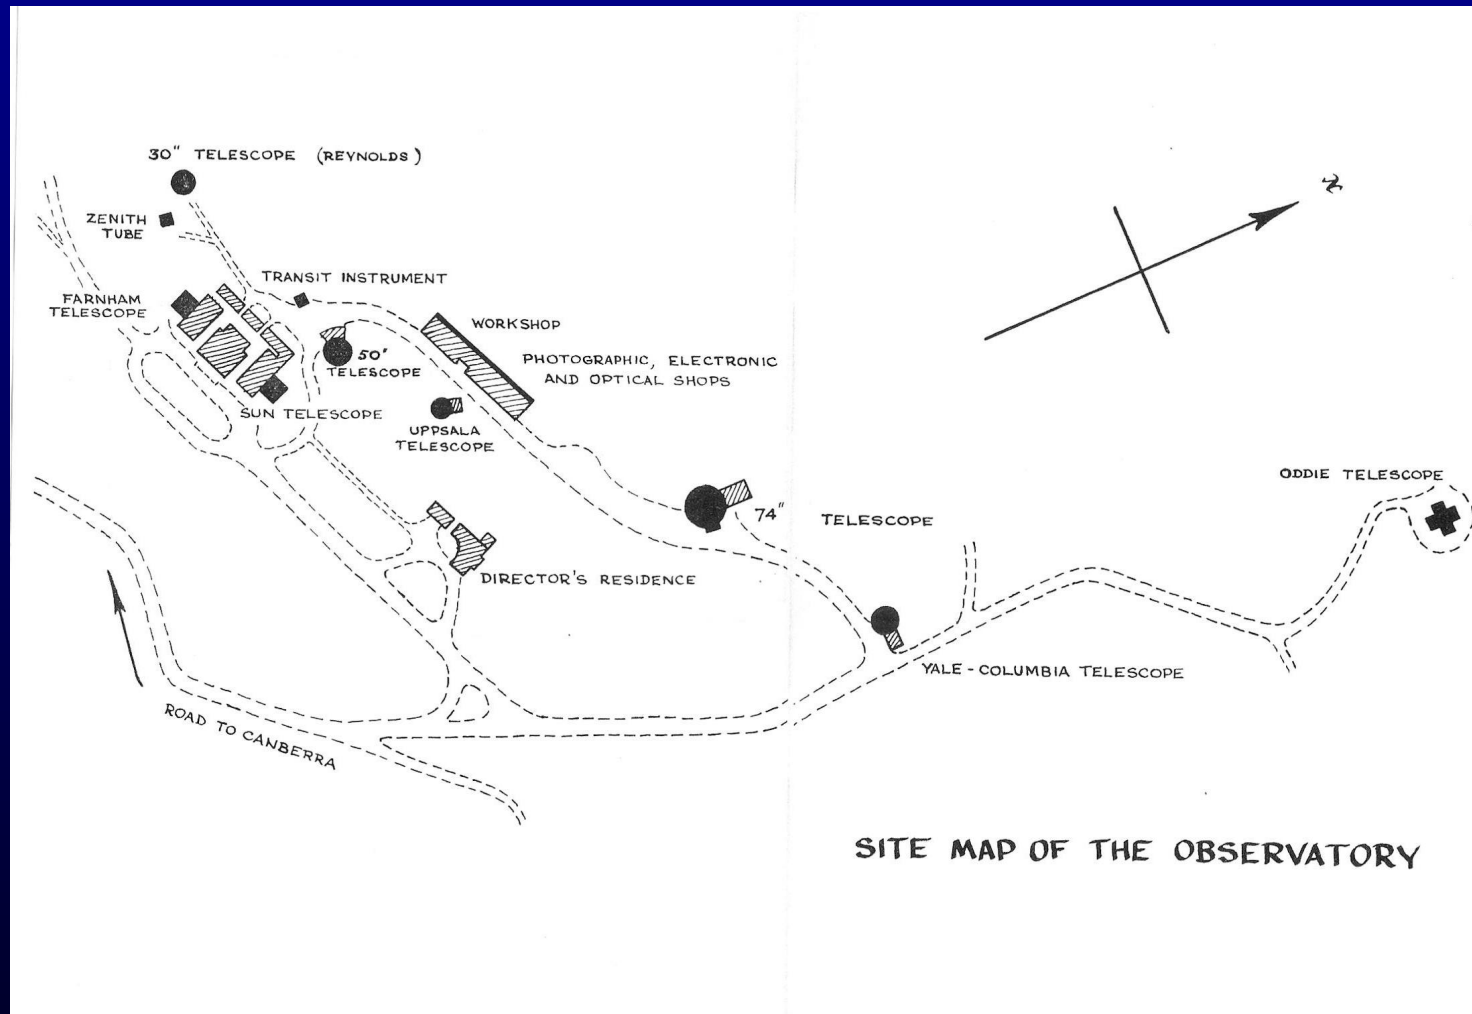 30" TELESCOPE (REYNOLDS)
ZENITH
TUBE
TRANSIT INSTRUMENT
FARNHAM
TELESCOPE
WORKSHOP
PHOTOGRAPHIC, ELECTRONIC
AND OPTICAL SHOPS
50"
TELESCOPE
SUN TELESCOPE
UPPSALA
TELESCOPE
74" TELESCOPE
DIRECTOR'S RESIDENCE
YALE-COLUMBIA TELESCOPE
ODDIE TELESCOPE
N
ROAD TO CANBERRA
SITE MAP OF THE OBSERVATORY